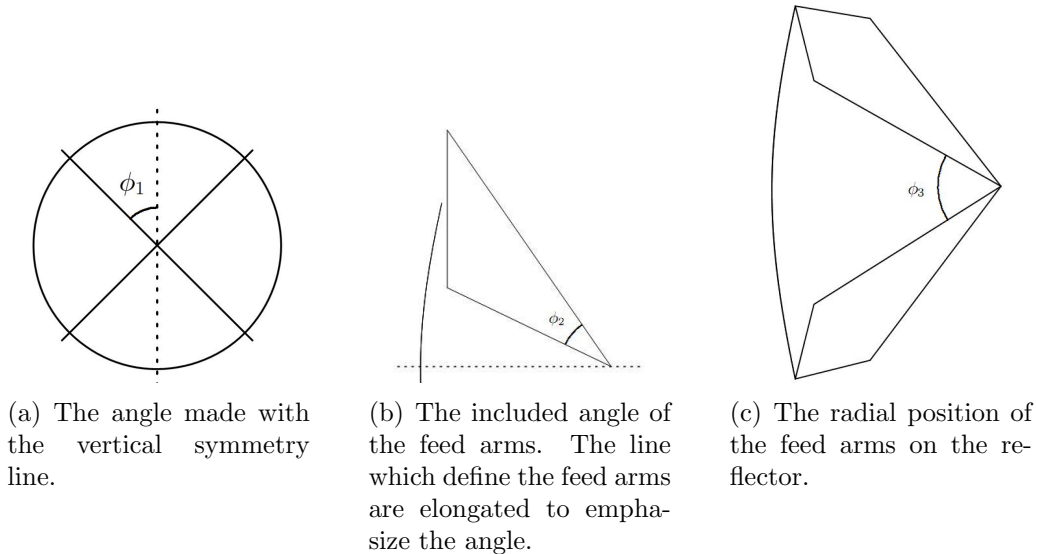 ϕ1
ϕ2
ϕ3
(a) The angle made with
the vertical symmetry
line.
(b) The included angle of
the feed arms. The line
which define the feed arms
are elongated to empha-
size the angle.
(c) The radial position of
the feed arms on the re-
flector.